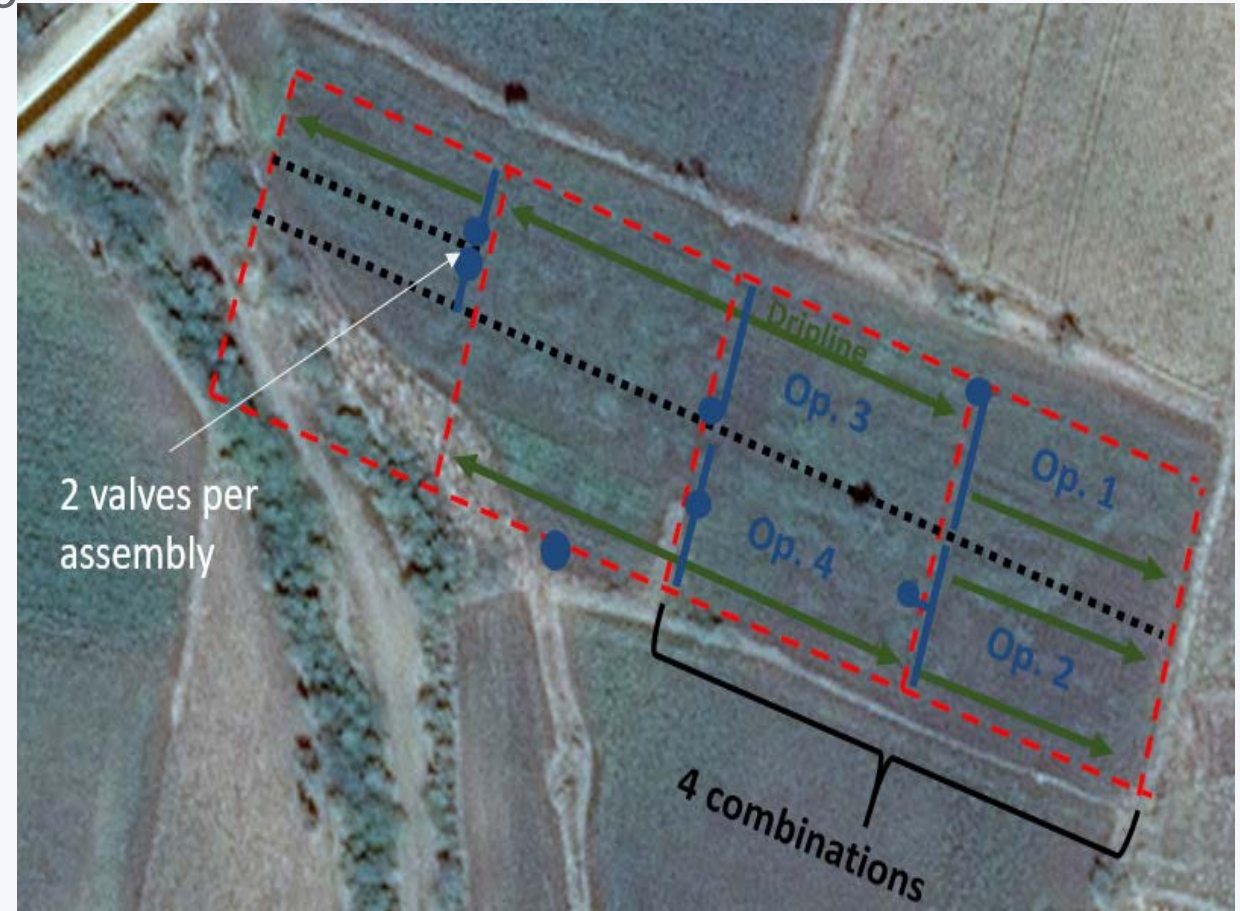 Dripline
Op. 3
Op. 1
2 valves per
assembly
Op. 4
Op. 2
4 combinations